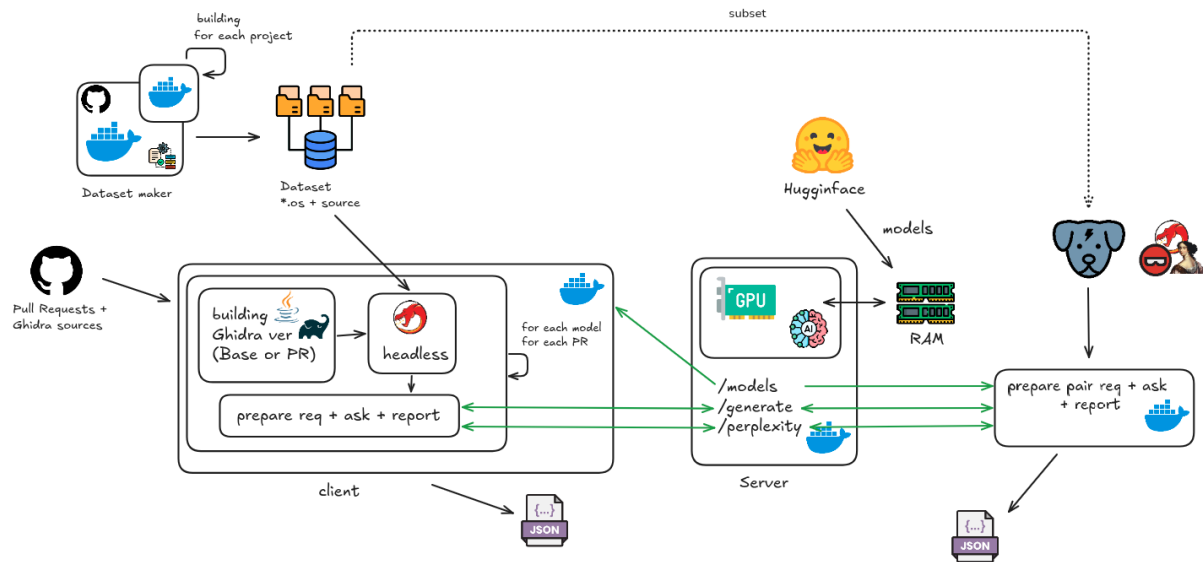 building
for each project
subset
Dataset maker
Dataset
*.os + source
Hugginface
models
Pull Requests +
Ghidra sources
building
Ghidra ver
(Base or PR)
headless
for each model
for each PR
prepare req + ask + report
client
GPU
AI
RAM
/models
/generate
/perplexity
Server
prepare pair req + ask
+ report
{...}
JSON
{...}
JSON